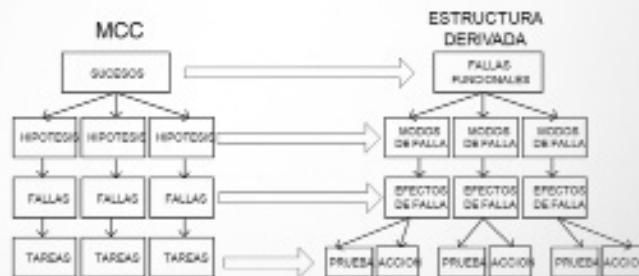 MCC
SUCESOS
HIPOTESIS HIPOTESIS HIPOTESIS
FALLAS FALLAS FALLAS
TAREAS TAREAS TAREAS
ESTRUCTURA
DERIVADA
FALLAS
FUNCIONALES
MODOS
DE FALLA
MODOS
DE FALLA
MODOS
DE FALLA
EFECTOS
DE FALLA
EFECTOS
DE FALLA
EFECTOS
DE FALLA
PRUEBA ACCION PRUEBA ACCION PRUEBA ACCION